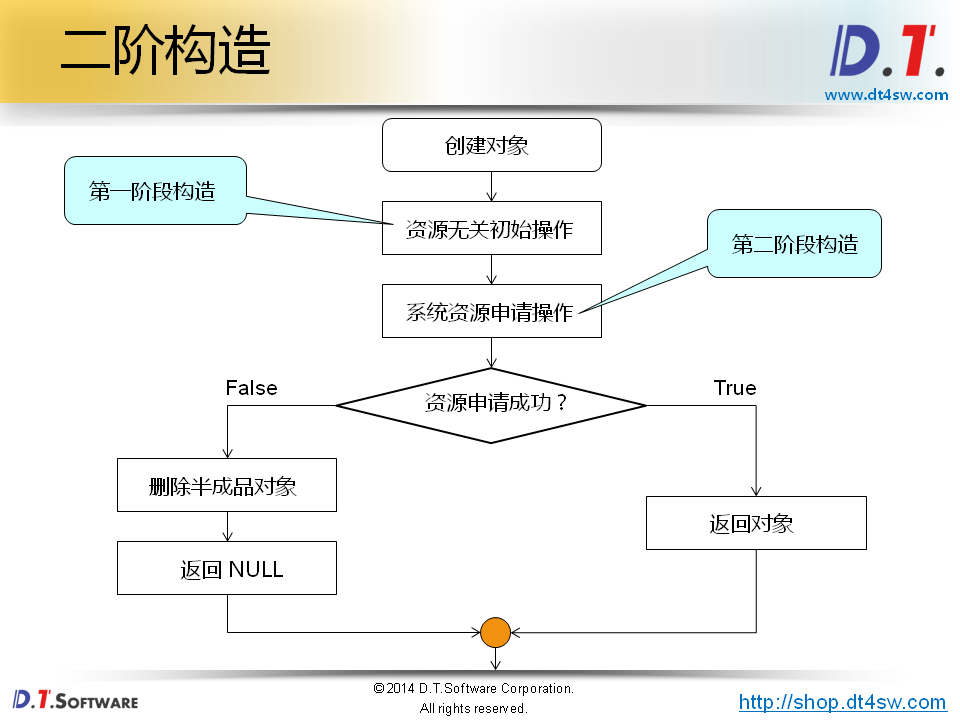 二阶构造
D.T.
www.dt4sw.com
创建对象
第一阶段构造
资源无关初始操作
第二阶段构造
系统资源申请操作
False
资源申请成功？
True
删除半成品对象
返回对象
返回 NULL
©2014 D.T.Software Corporation.
All rights reserved.
D.T.SOFTWARE
http://shop.dt4sw.com